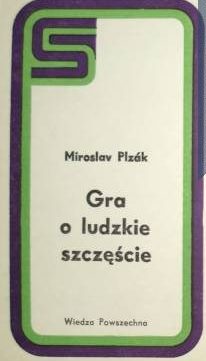 Miroslav Plzák
Gra
o ludzkie
szczęście
Wiedza Powszechna